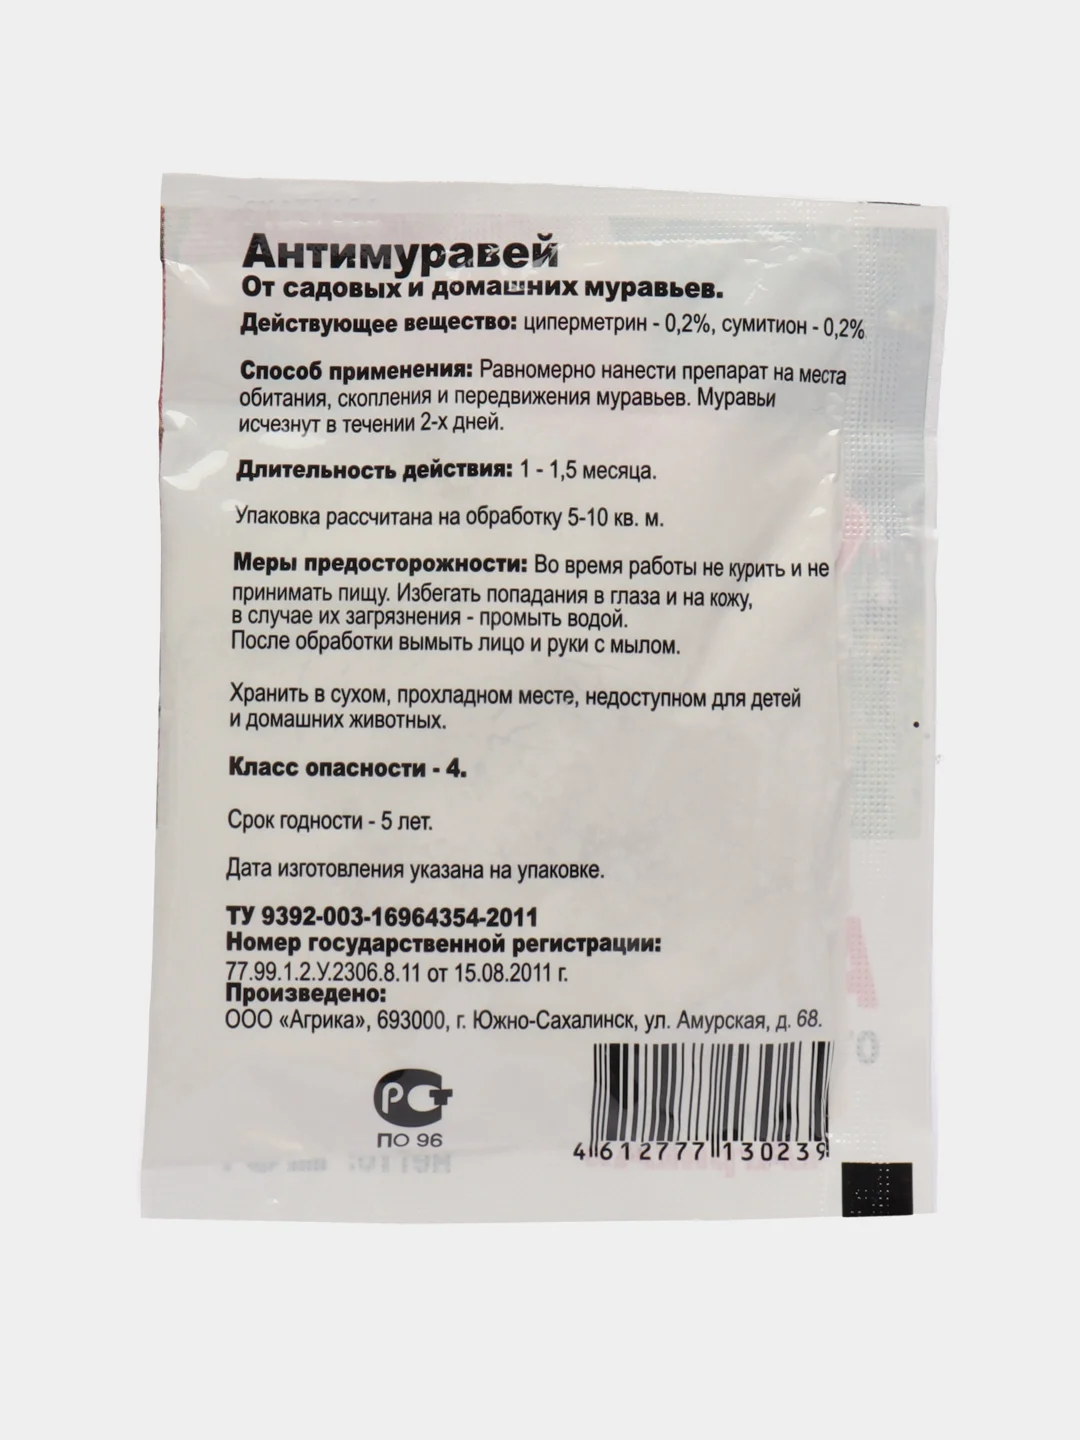 Антимуравей
От садовых и домашних муравьев.
Действующее вещество: циперметрин - 0,2%, сумитион - 0,2%
Способ применения: Равномерно нанести препарат на места
обитания, скопления и передвижения муравьев. Муравьи
исчезнут в течении 2-х дней.
Длительность действия: 1 - 1,5 месяца.
Упаковка рассчитана на обработку 5-10 кв. м.
Меры предосторожности: Во время работы не курить и не
принимать пищу. Избегать попадания в глаза и на кожу,
в случае их загрязнения - промыть водой.
После обработки вымыть лицо и руки с мылом.
Хранить в сухом, прохладном месте, недоступном для детей
и домашних животных.
Класс опасности - 4.
Срок годности - 5 лет.
Дата изготовления указана на упаковке.
ТУ 9392-003-16964354-2011
Номер государственной регистрации:
77.99.1.2.У.2306.8.11 от 15.08.2011 г.
Произведено:
ООО «Агрика», 693000, г. Южно-Сахалинск, ул. Амурская, д. 68.
РСТ
ПО 96
4 612777 130239